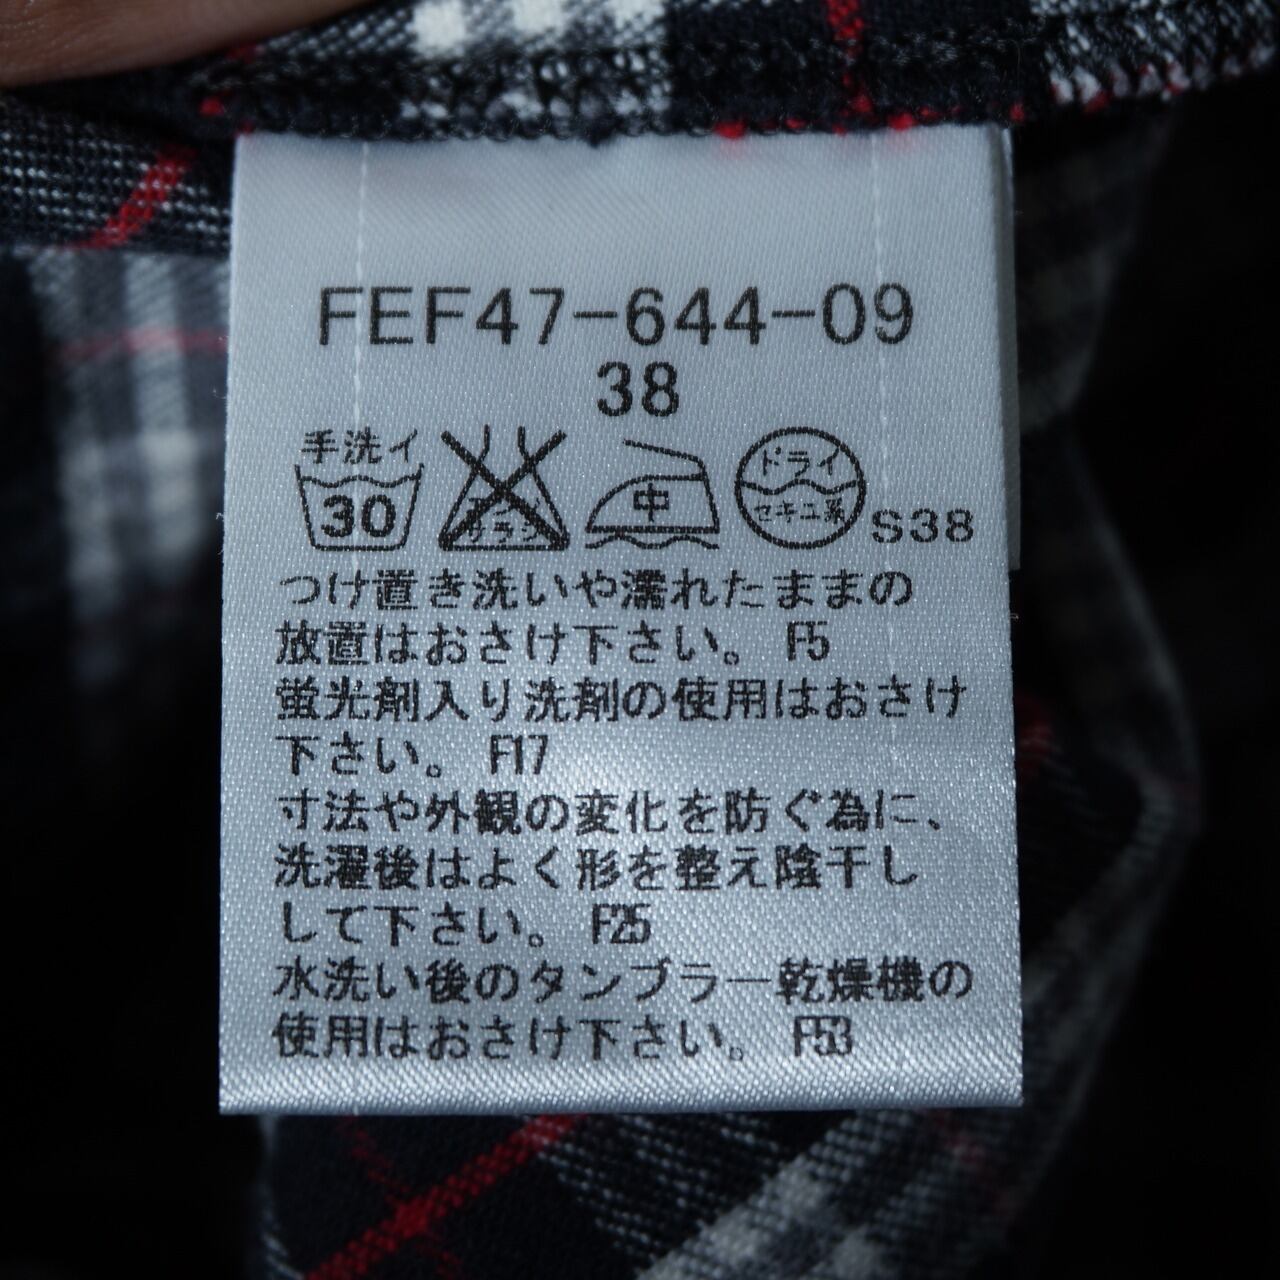 FEF47-644-09
38
手洗イ
30
エンソ
サラシ
中
ドライ
セキユ系
S38
つけ置き洗いや濡れたままの
放置はおさけ下さい。 F5
蛍光剤入り洗剤の使用はおさけ
下さい。 F17
寸法や外観の変化を防ぐ為に、
洗濯後はよく形を整え陰干し
して下さい。 F25
水洗い後のタンブラー乾燥機の
使用はおさけ下さい。 F53